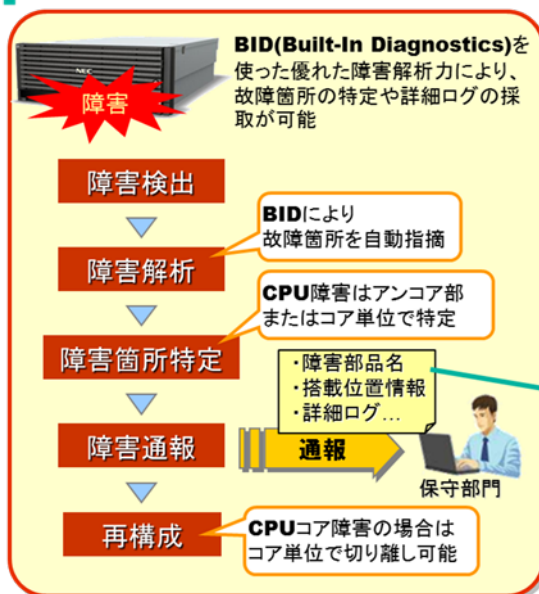 BID(Built-In Diagnostics)を
使った優れた障害解析力により、
故障箇所の特定や詳細ログの採
取が可能
NEC
障害
障害検出
BIDにより
故障箇所を自動指摘
障害解析
CPU障害はアンコア部
またはコア単位で特定
障害箇所特定
・障害部品名
・搭載位置情報
・詳細ログ…
障害通報
通報
保守部門
再構成
CPUコア障害の場合は
コア単位で切り離し可能